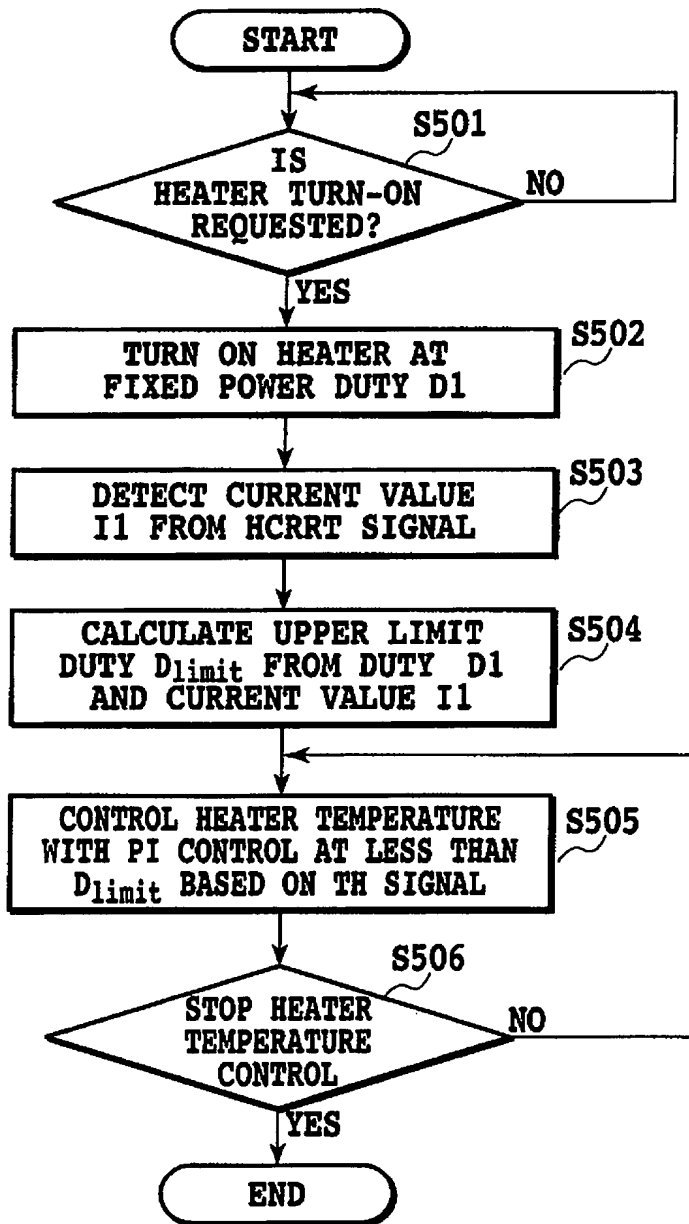 START
S501
IS
HEATER TURN-ON
REQUESTED?
NO
YES
S502
TURN ON HEATER AT
FIXED POWER DUTY D1
S503
DETECT CURRENT VALUE
I1 FROM HCRRT SIGNAL
S504
CALCULATE UPPER LIMIT
DUTY Dlimit FROM DUTY D1
AND CURRENT VALUE I1
S505
CONTROL HEATER TEMPERATURE
WITH PI CONTROL AT LESS THAN
Dlimit BASED ON TH SIGNAL
S506
STOP HEATER
TEMPERATURE
CONTROL
NO
YES
END